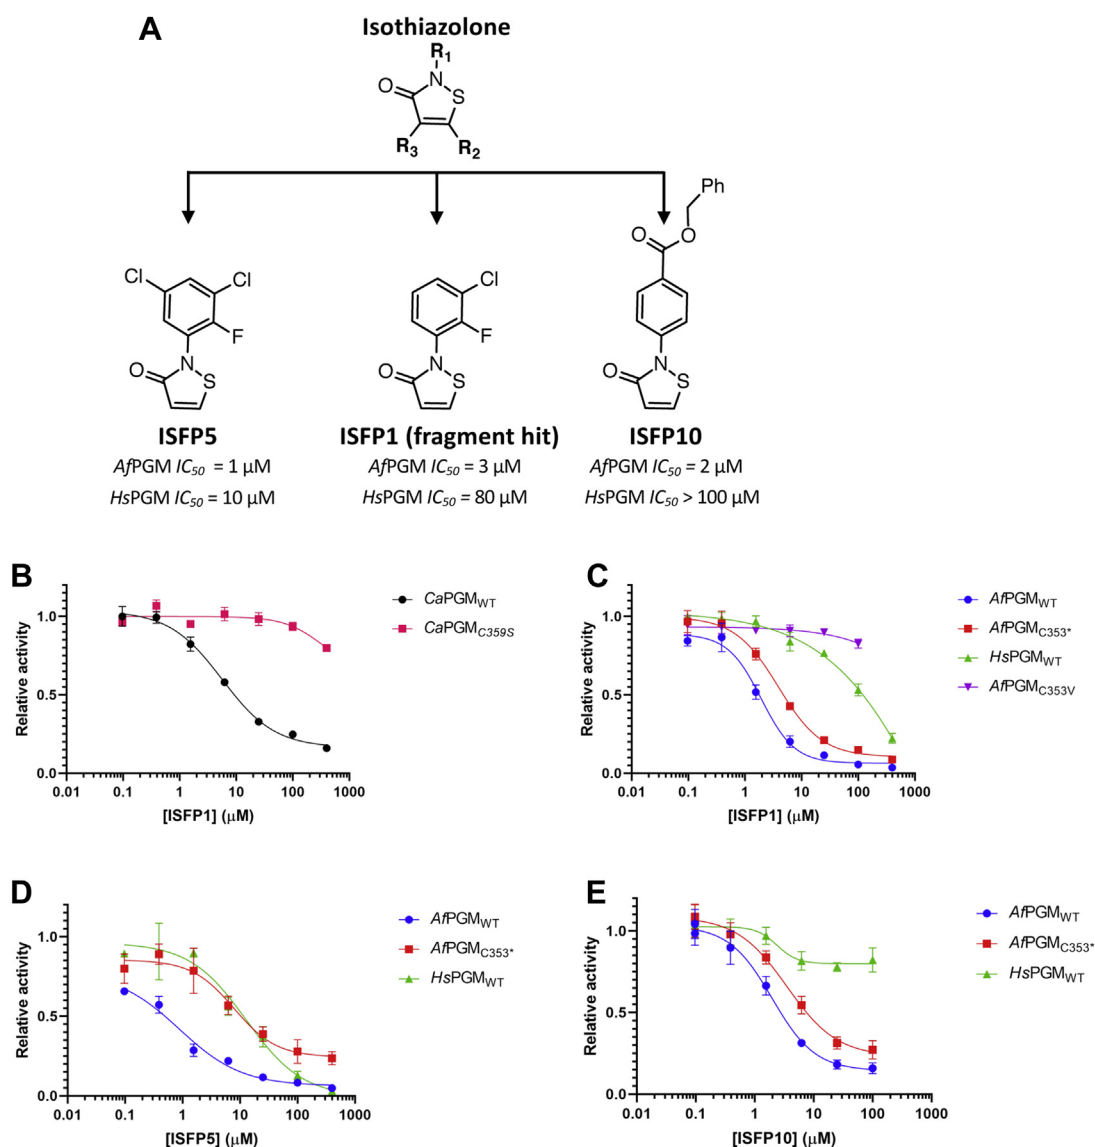 A
Isothiazolone
R1
O
N
S
R3
R2
Ph
O
O
Cl
Cl
F
N
O
S
Cl
F
N
O
S
N
O
S
ISFP5
ISFP1 (fragment hit)
ISFP10
AfPGM IC50 = 1 µM
AfPGM IC50 = 3 µM
AfPGM IC50 = 2 µM
HsPGM IC50 = 10 µM
HsPGM IC50 = 80 µM
HsPGM IC50 > 100 µM
B
Relative activity
1.0
0.5
0.0
0.01 0.1 1 10 100 1000
[ISFP1] (µM)
CaPGMWT
CaPGMC359S
C
Relative activity
1.0
0.5
0.0
0.01 0.1 1 10 100 1000
[ISFP1] (µM)
AfPGMWT
AfPGMC353*
HsPGMWT
AfPGMC353V
D
Relative activity
1.0
0.5
0.0
0.01 0.1 1 10 100 1000
[ISFP5] (µM)
AfPGMWT
AfPGMC353*
HsPGMWT
E
Relative activity
1.0
0.5
0.0
0.01 0.1 1 10 100 1000
[ISFP10] (µM)
AfPGMWT
AfPGMC353*
HsPGMWT